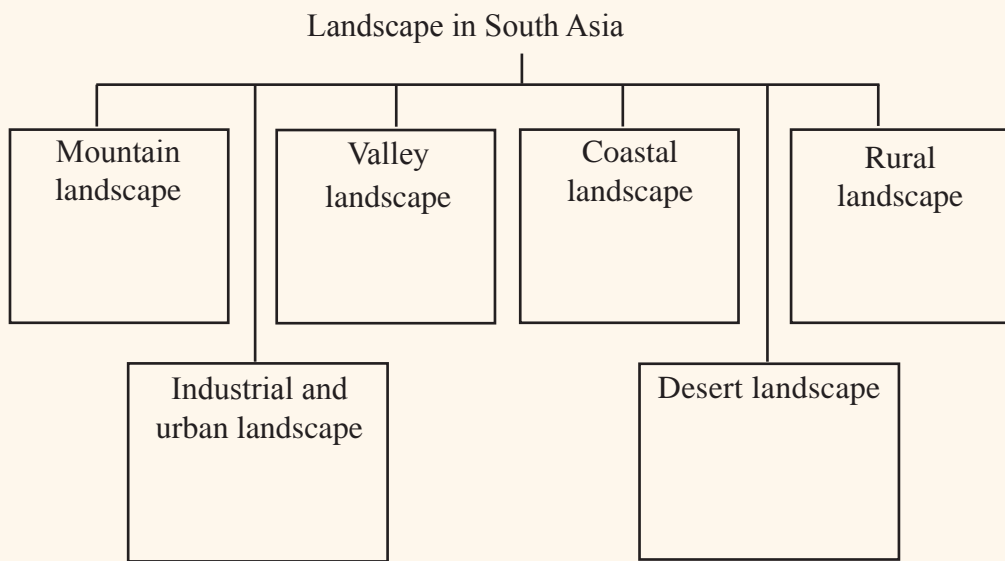 Landscape in South Asia
Mountain
landscape
Valley
landscape
Coastal
landscape
Rural
landscape
Industrial and
urban landscape
Desert landscape